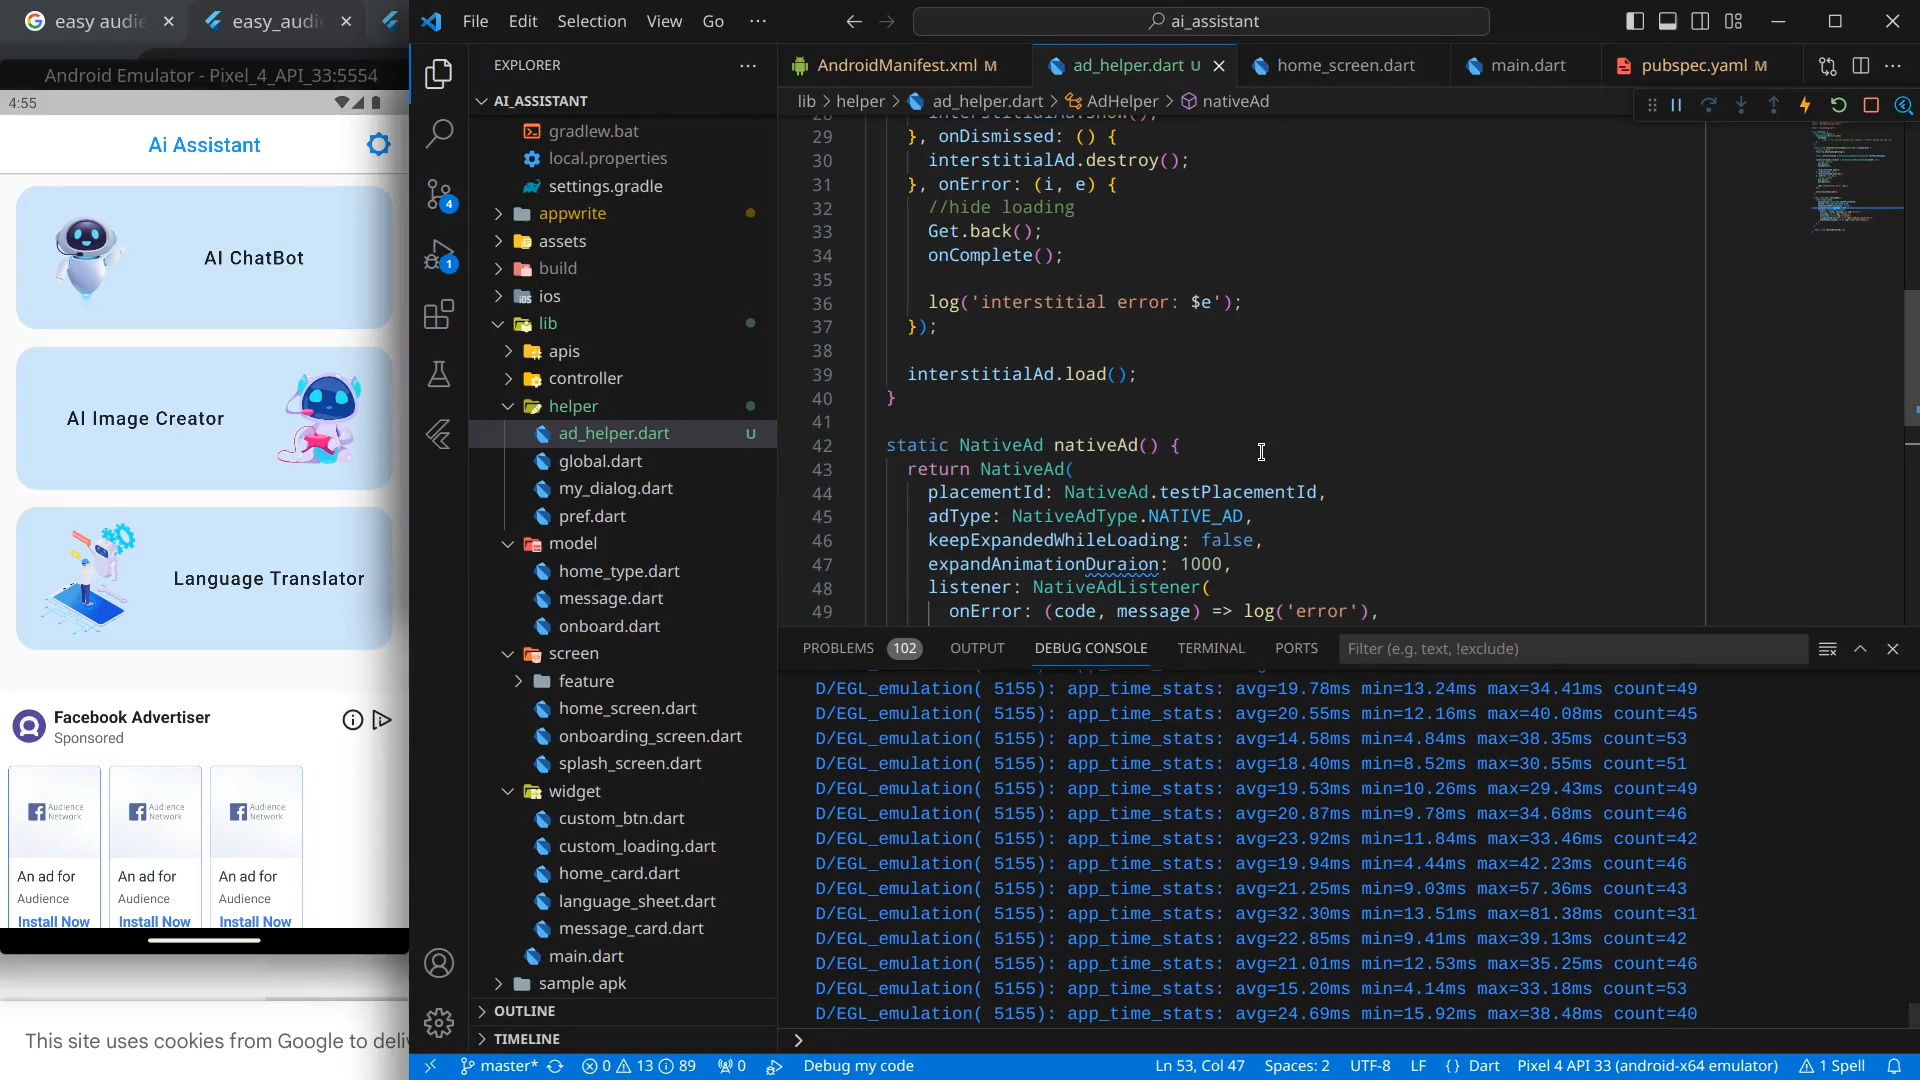 easy audi
easy_audi
Android Emulator - Pixel_4_API_33:5554
4:55
Ai Assistant
AI ChatBot
AI Image Creator
Language Translator
Facebook Advertiser
Sponsored
Audience Network
Audience Network
Audience Network
An ad for
Audience
Install Now
An ad for
Audience
Install Now
An ad for
Audience
Install Now
This site uses cookies from Google to deli
File Edit Selection View Go ···
ai_assistant
EXPLORER ···
AI_ASSISTANT
gradlew.bat
local.properties
settings.gradle
appwrite
assets
build
ios
lib
apis
controller
helper
ad_helper.dart U
global.dart
my_dialog.dart
pref.dart
model
home_type.dart
message.dart
onboard.dart
screen
feature
home_screen.dart
onboarding_screen.dart
splash_screen.dart
widget
custom_btn.dart
custom_loading.dart
home_card.dart
language_sheet.dart
message_card.dart
main.dart
sample apk
OUTLINE
TIMELINE
4
1
AndroidManifest.xml M
ad_helper.dart U
home_screen.dart
main.dart
pubspec.yaml M
lib > helper > ad_helper.dart > AdHelper > nativeAd
28 interstitialAd.show();
29 }, onDismissed: () {
30 interstitialAd.destroy();
31 }, onError: (i, e) {
32 //hide loading
33 Get.back();
34 onComplete();
35
36 log('interstitial error: $e');
37 });
38
39 interstitialAd.load();
40 }
41
42 static NativeAd nativeAd() {
43 return NativeAd(
44 placementId: NativeAd.testPlacementId,
45 adType: NativeAdType.NATIVE_AD,
46 keepExpandedWhileLoading: false,
47 expandAnimationDuraion: 1000,
48 listener: NativeAdListener(
49 onError: (code, message) => log('error'),
PROBLEMS 102 OUTPUT DEBUG CONSOLE TERMINAL PORTS Filter (e.g. text, !exclude)
D/EGL_emulation( 5155): app_time_stats: avg=19.78ms min=13.24ms max=34.41ms count=49
D/EGL_emulation( 5155): app_time_stats: avg=20.55ms min=12.16ms max=40.08ms count=45
D/EGL_emulation( 5155): app_time_stats: avg=14.58ms min=4.84ms max=38.35ms count=53
D/EGL_emulation( 5155): app_time_stats: avg=18.40ms min=8.52ms max=30.55ms count=51
D/EGL_emulation( 5155): app_time_stats: avg=19.53ms min=10.26ms max=29.43ms count=49
D/EGL_emulation( 5155): app_time_stats: avg=20.87ms min=9.78ms max=34.68ms count=46
D/EGL_emulation( 5155): app_time_stats: avg=23.92ms min=11.84ms max=33.46ms count=42
D/EGL_emulation( 5155): app_time_stats: avg=19.94ms min=4.44ms max=42.23ms count=46
D/EGL_emulation( 5155): app_time_stats: avg=21.25ms min=9.03ms max=57.36ms count=43
D/EGL_emulation( 5155): app_time_stats: avg=32.30ms min=13.51ms max=81.38ms count=31
D/EGL_emulation( 5155): app_time_stats: avg=22.85ms min=9.41ms max=39.13ms count=42
D/EGL_emulation( 5155): app_time_stats: avg=21.01ms min=12.53ms max=35.25ms count=46
D/EGL_emulation( 5155): app_time_stats: avg=15.20ms min=4.14ms max=33.18ms count=53
D/EGL_emulation( 5155): app_time_stats: avg=24.69ms min=15.92ms max=38.48ms count=40
>
master* 0 13 89 0 Debug my code Ln 53, Col 47 Spaces: 2 UTF-8 LF {} Dart Pixel 4 API 33 (android-x64 emulator) 1 Spell